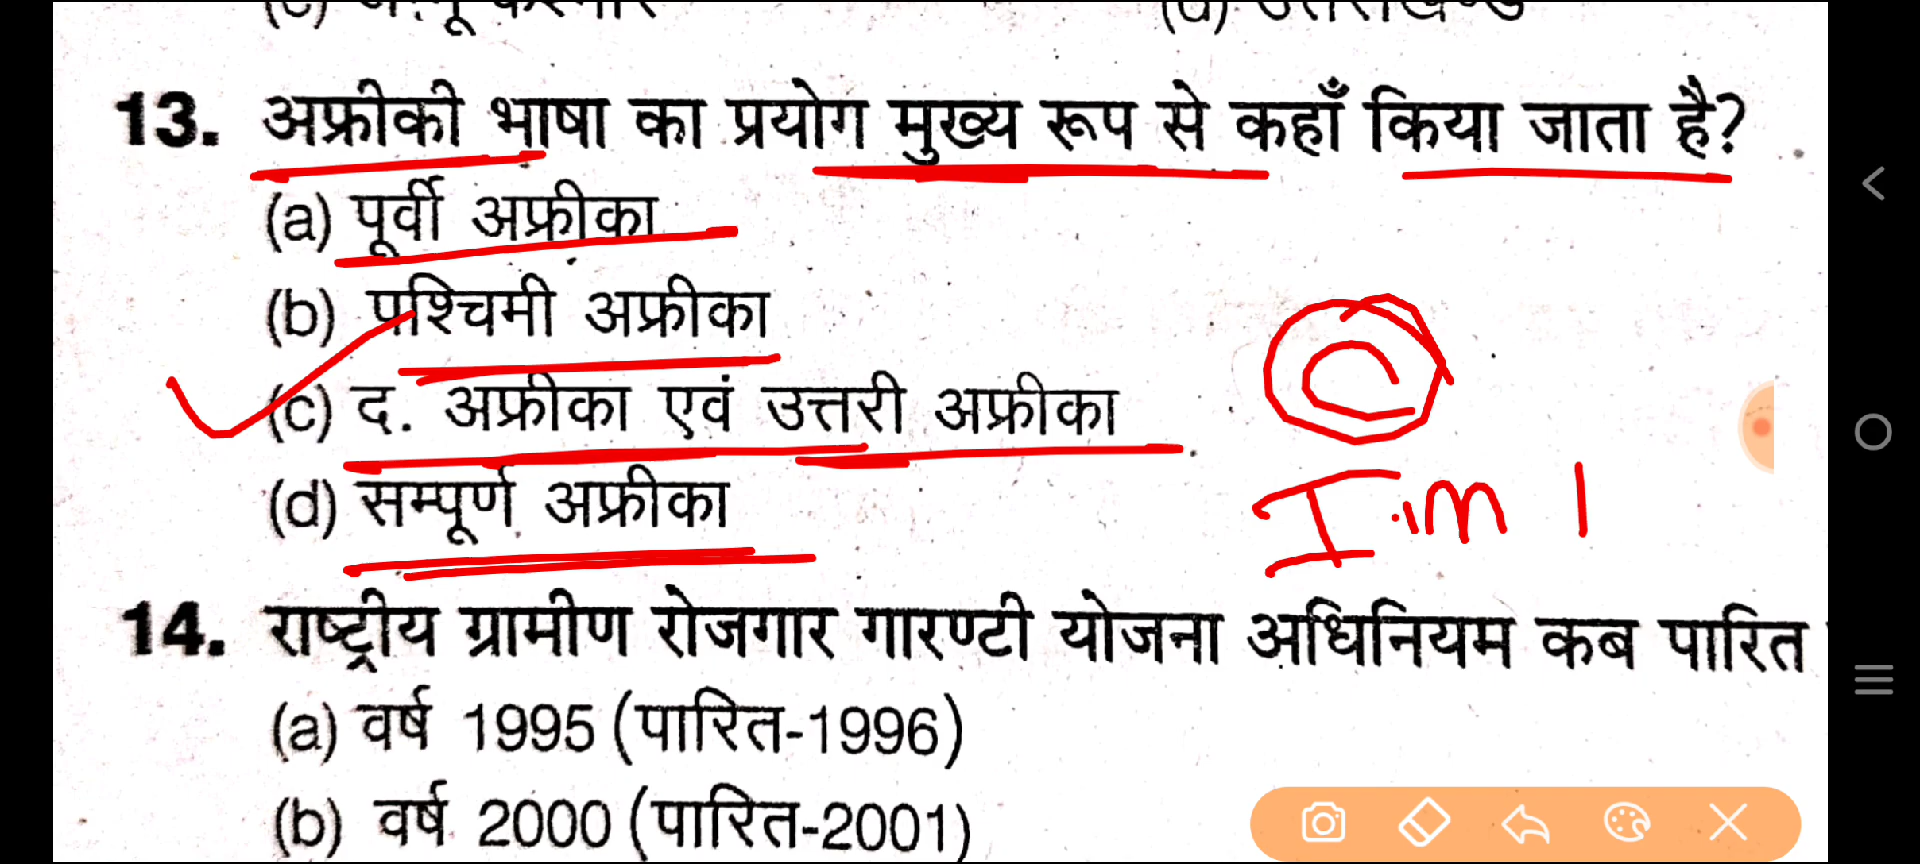 13. अफ्रीकी भाषा का प्रयोग मुख्य रूप से कहाँ किया जाता है?
(a) पूर्वी अफ्रीका
(b) पश्चिमी अफ्रीका
(c) द. अफ्रीका एवं उत्तरी अफ्रीका
(d) सम्पूर्ण अफ्रीका
I.m 1
14. राष्ट्रीय ग्रामीण रोजगार गारण्टी योजना अधिनियम कब पारित
(a) वर्ष 1995 (पारित-1996)
(b) वर्ष 2000 (पारित-2001)